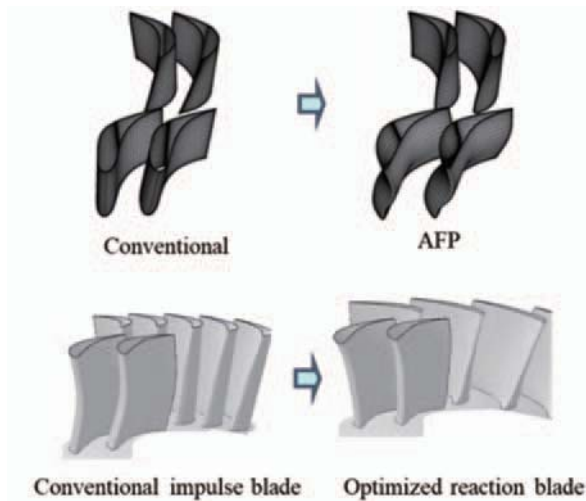 Conventional
AFP
Conventional impulse blade
Optimized reaction blade